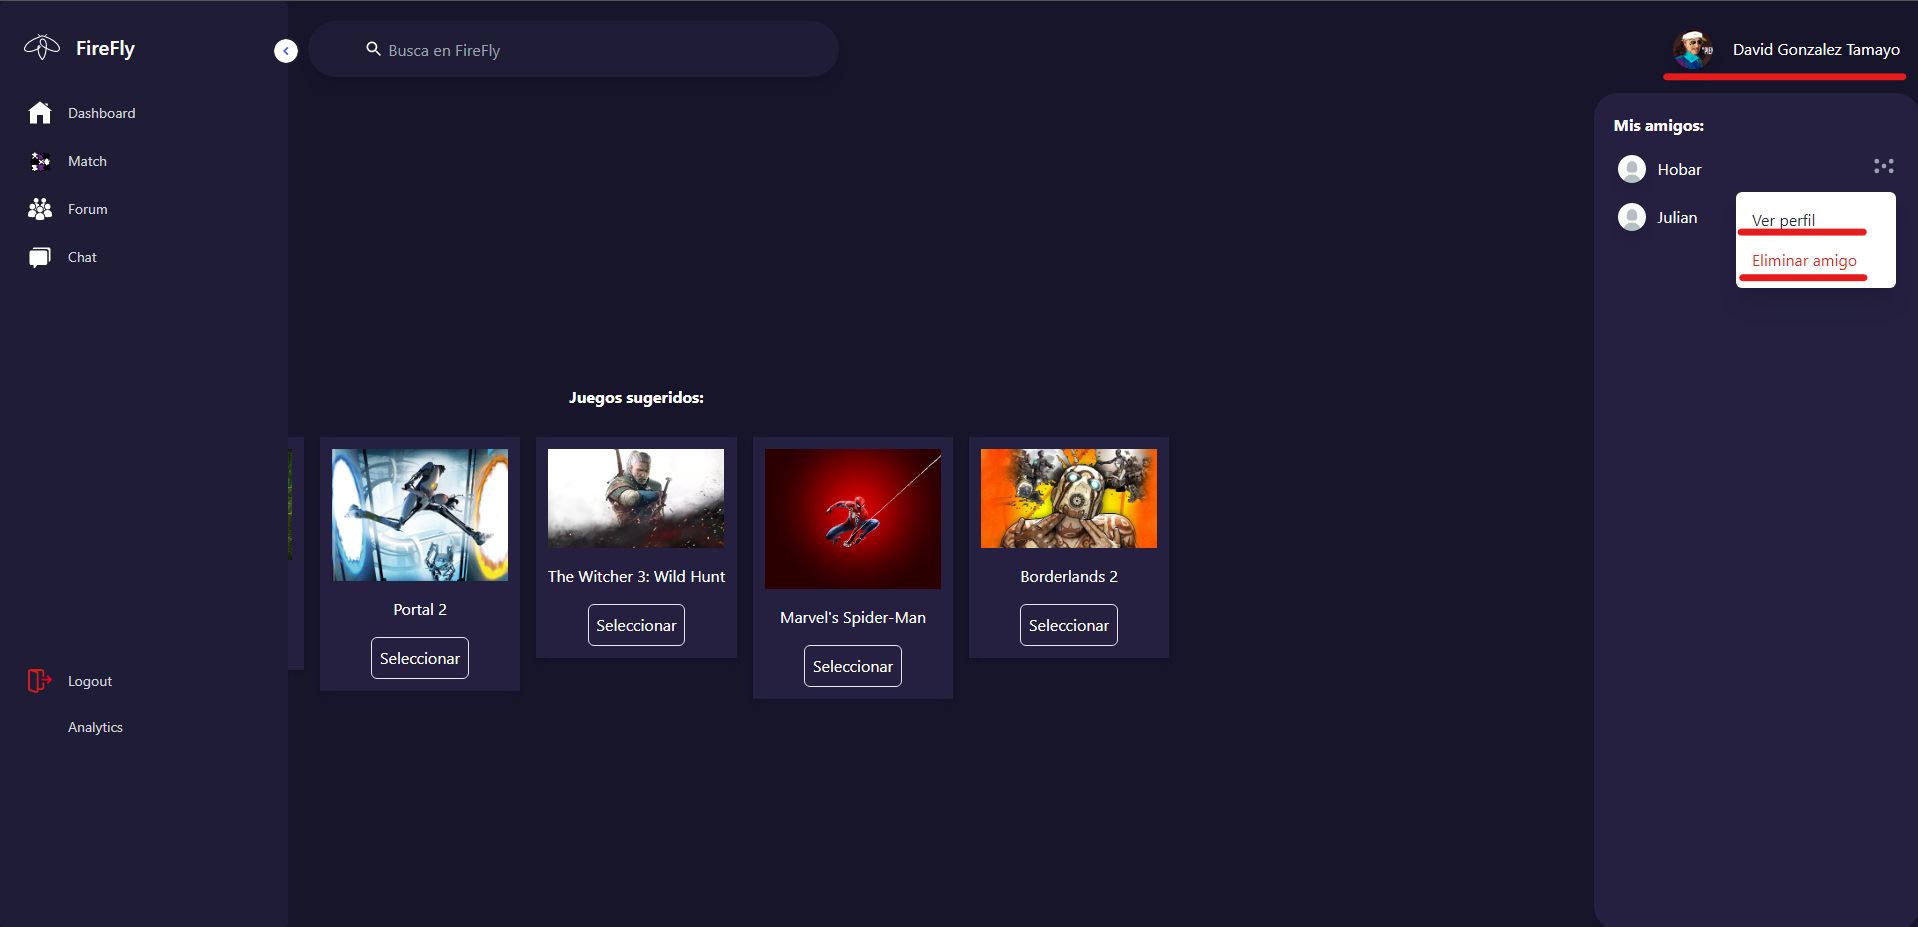 FireFly
Busca en FireFly
David Gonzalez Tamayo
Dashboard
Match
Forum
Chat
Logout
Analytics
Mis amigos:
Hobar
Julian
Ver perfil
Eliminar amigo
Juegos sugeridos:
Portal 2
Seleccionar
The Witcher 3: Wild Hunt
Seleccionar
Marvel's Spider-Man
Seleccionar
Borderlands 2
Seleccionar